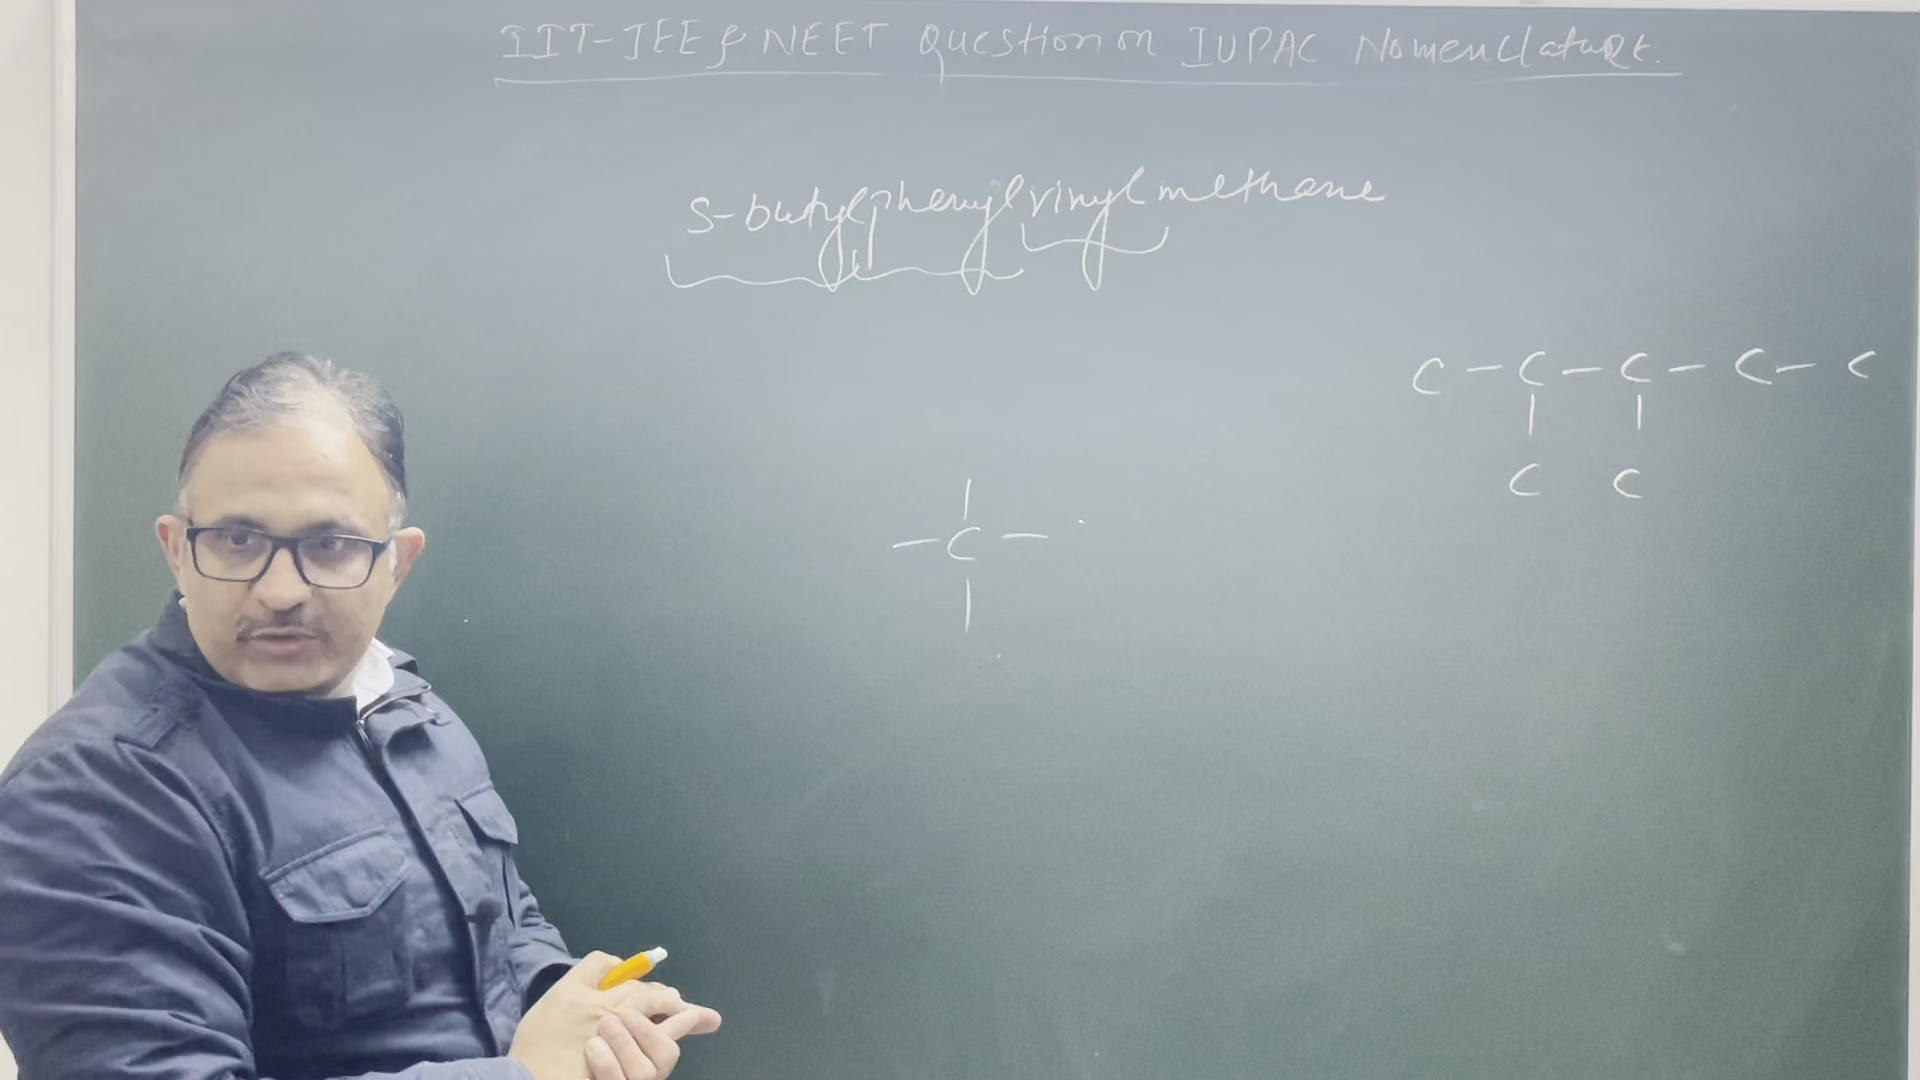 IIT-JEE & NEET Question on IUPAC Nomenclature.
s-butylphenylvinylmethane
C-C-C-C-C
C C
-C-